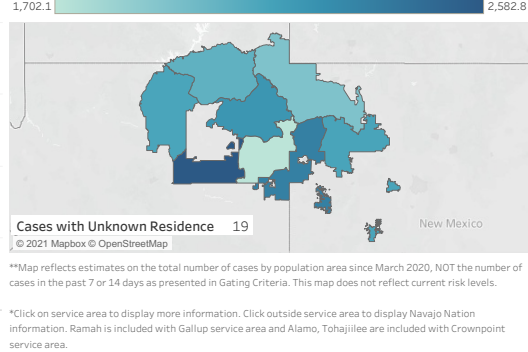 1,702.1 2,582.8
New Mexico
Cases with Unknown Residence 19
© 2021 Mapbox © OpenStreetMap
**Map reflects estimates on the total number of cases by population area since March 2020, NOT the number of
cases in the past 7 or 14 days as presented in Gating Criteria. This map does not reflect current risk levels.
*Click on service area to display more information. Click outside service area to display Navajo Nation
information. Ramah is included with Gallup service area and Alamo, Tohajiilee are included with Crownpoint
service area.